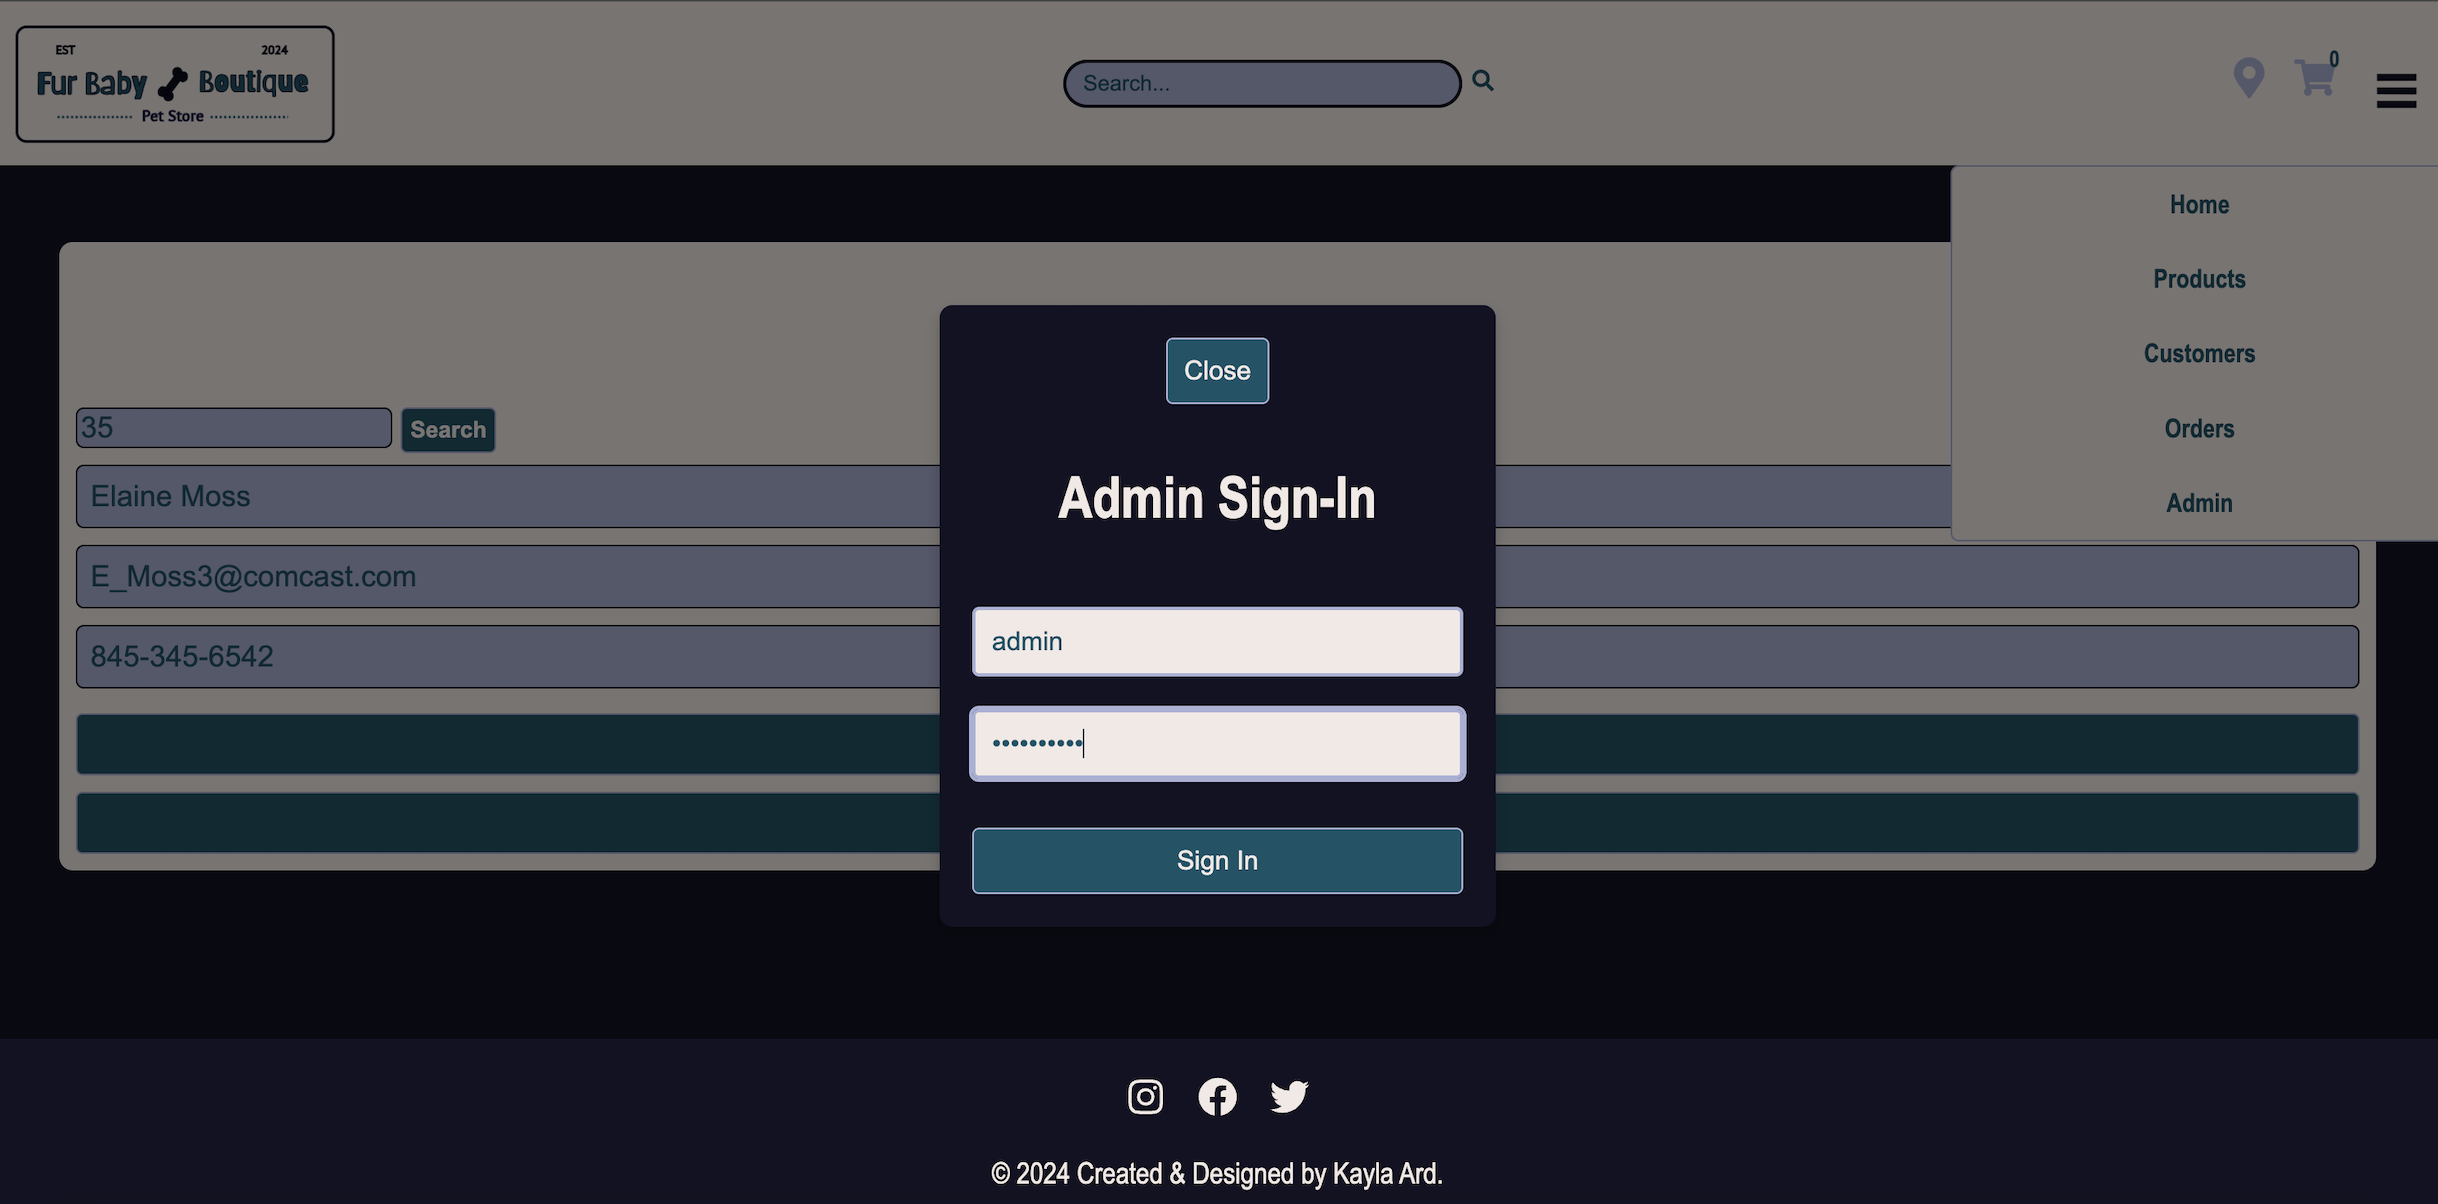 EST 2024
Fur Baby Boutique
Pet Store
Search...
0
Home
Products
Customers
Orders
Admin
35
Search
Elaine Moss
E_Moss3@comcast.com
845-345-6542
Close
Admin Sign-In
admin
••••••••••
Sign In
© 2024 Created & Designed by Kayla Ard.